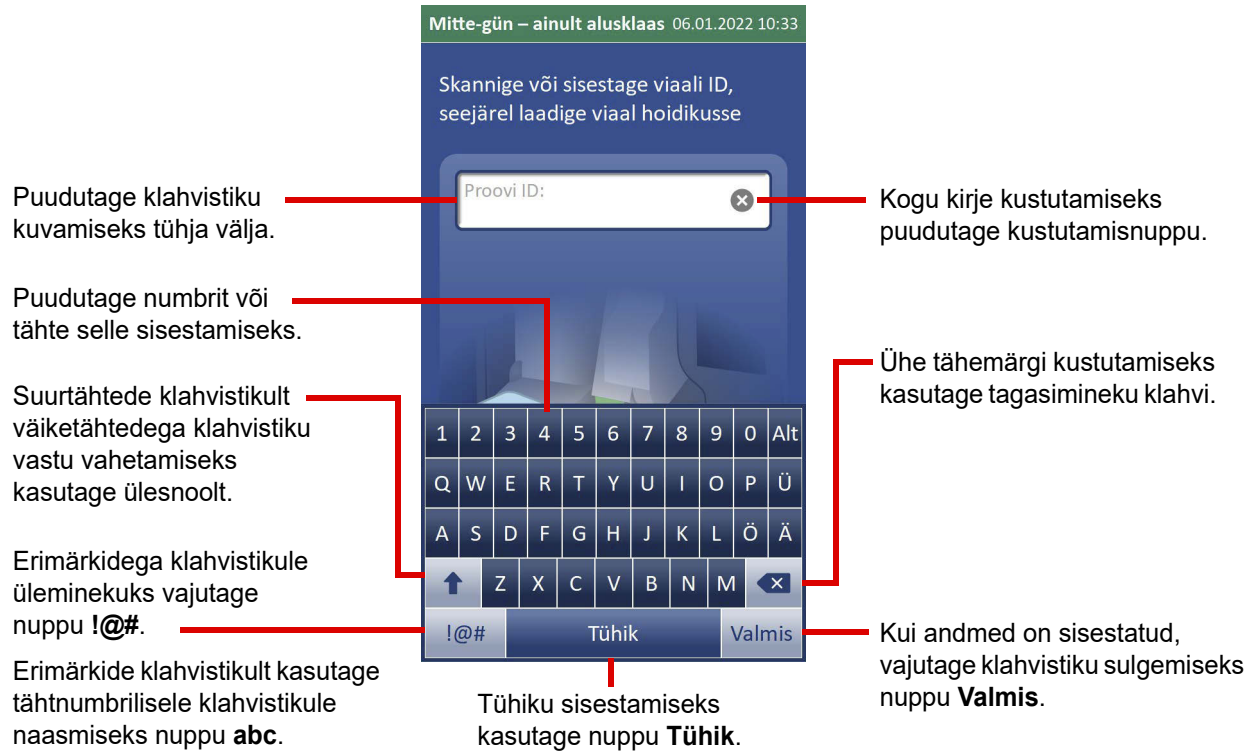 Mitte-gün – ainult alusklaas 06.01.2022 10:33
Skannige või sisestage viaali ID,
seejärel laadige viaal hoidikusse
Proovi ID:
Puudutage klahvistiku
kuvamiseks tühja välja.
Kogu kirje kustutamiseks
puudutage kustutamisnuppu.
Puudutage numbrit või
tähte selle sisestamiseks.
Ühe tähemärgi kustutamiseks
kasutage tagasimineku klahvi.
Suurtähtede klahvistikult
väiketähtedega klahvistiku
vastu vahetamiseks
kasutage ülesnoolt.
1 2 3 4 5 6 7 8 9 0 Alt
Q W E R T Y U I O P Ü
A S D F G H J K L Ö Ä
Z X C V B N M
!@# Tühik Valmis
Erimärkidega klahvistikule
üleminekuks vajutage
nuppu !@#.
Erimärkide klahvistikult kasutage
tähtnumbrilisele klahvistikule
naasmiseks nuppu abc.
Tühiku sisestamiseks
kasutage nuppu Tühik.
Kui andmed on sisestatud,
vajutage klahvistiku sulgemiseks
nuppu Valmis.